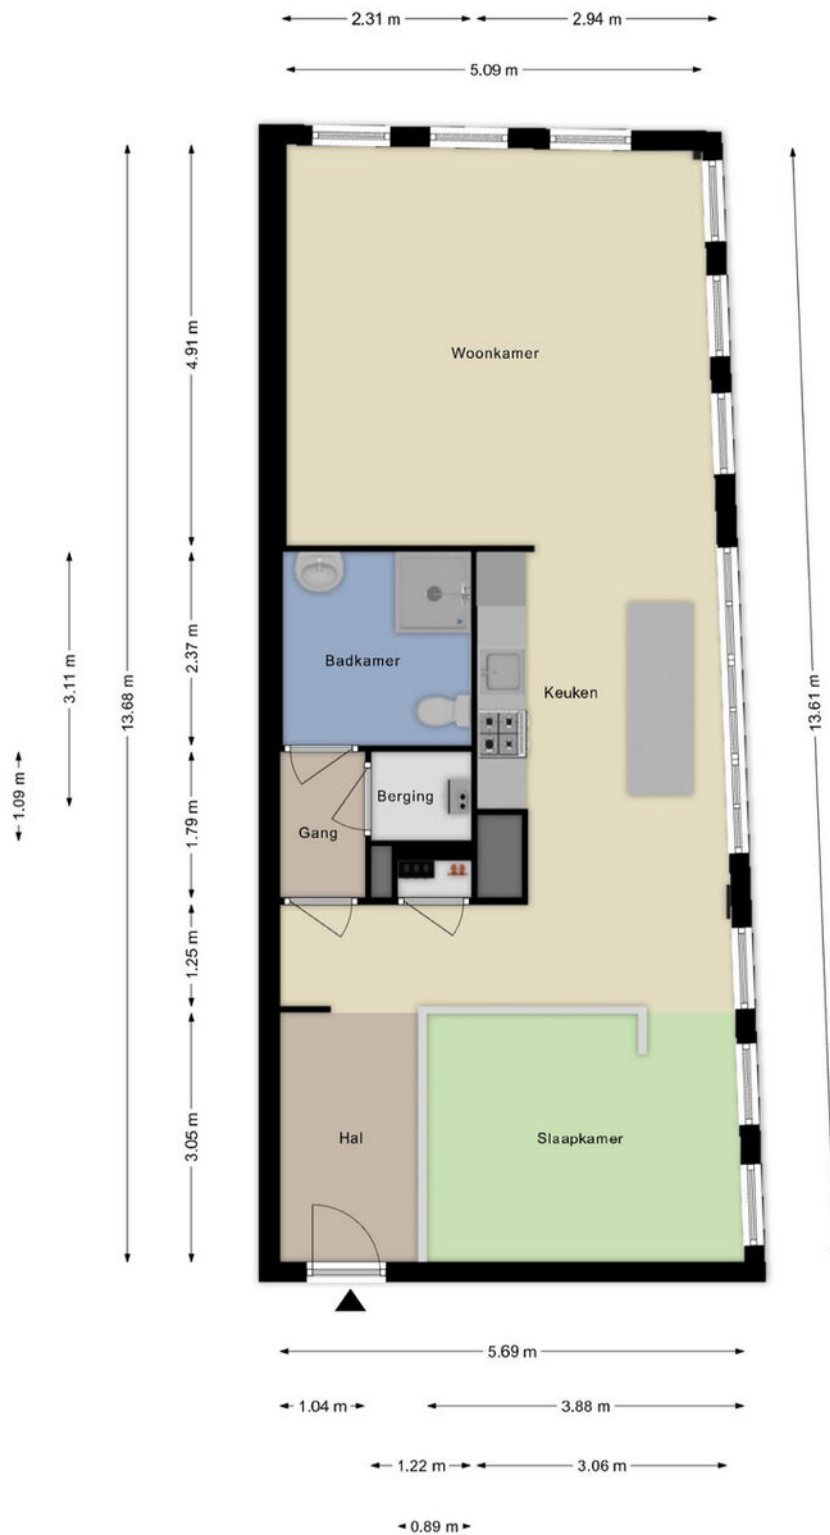 2.31 m
2.94 m
5.09 m
Woonkamer
4.91 m
Badkamer
2.37 m
3.11 m
13.68 m
Keuken
13.61 m
1.09 m
Berging
1.79 m
Gang
1.25 m
Hal
Slaapkamer
3.05 m
5.69 m
1.04 m
3.88 m
1.22 m
3.06 m
0.89 m